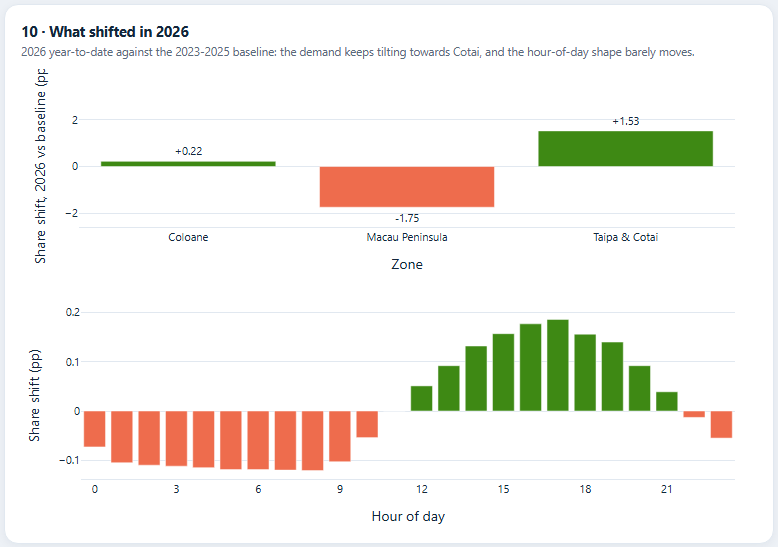 10 · What shifted in 2026
2026 year-to-date against the 2023-2025 baseline: the demand keeps tilting towards Cotai, and the hour-of-day shape barely moves.
Share shift, 2026 vs baseline (pp
2
0
−2
+0.22
-1.75
+1.53
Coloane
Macau Peninsula
Taipa & Cotai
Zone
Share shift (pp)
0.2
0.1
0
−0.1
0
3
6
9
12
15
18
21
Hour of day